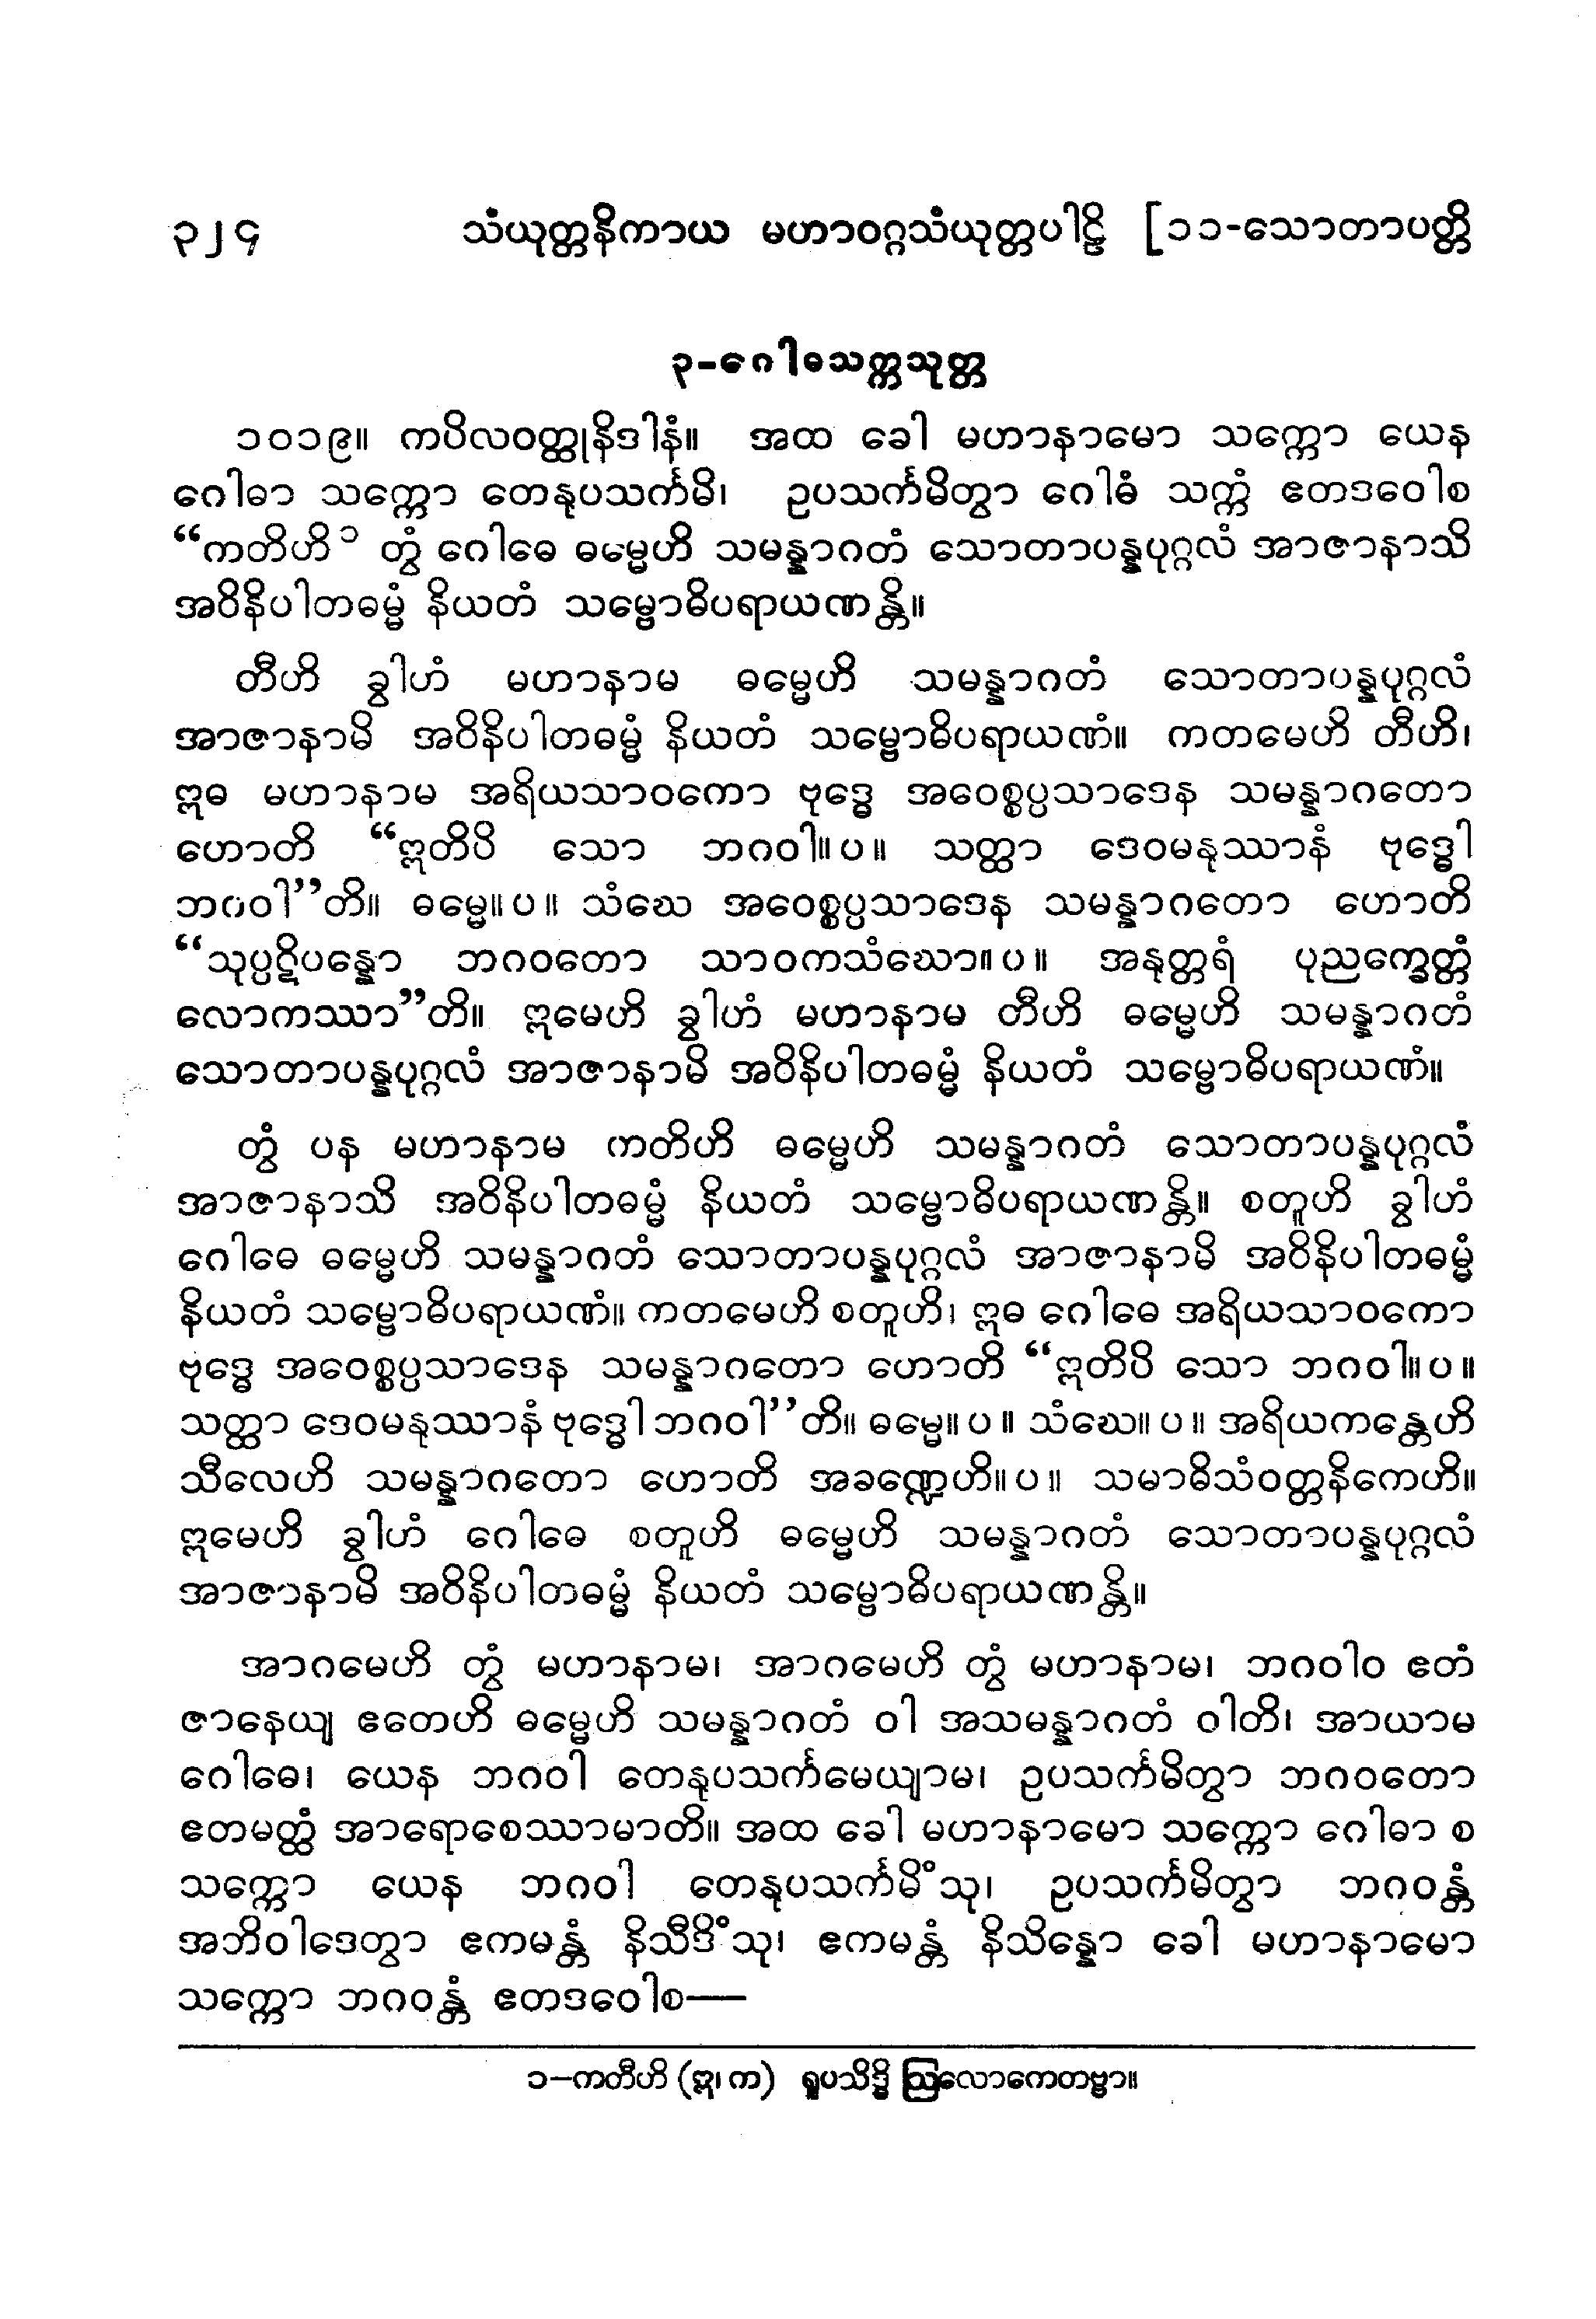 ၃၂၄ သံယုတ္တနိကာယ မဟာဝဂ္ဂသံယုတ္တပါဠိ [၁၁-သောတာပတ္တိ
၃-ဂေါဓသက္ကသုတ္တ
၁၀၁၉။ ကပိလဝတ္ထုနိဒါနံ။ အထ ခေါ မဟာနာမော သက္ကော ယေန
ဂေါဓာ သက္ကော တေနုပသင်္ကမိ၊ ဥပသင်္ကမိတွာ ဂေါဓံ သက္ကံ ဧတဒဝေါစ
“ကတိဟိ၁ တွံ ဂေါဓေ ဓမ္မေဟိ သမန္နာဂတံ သောတာပန္နပုဂ္ဂလံ အာဇာနာသိ
အဝိနိပါတဓမ္မံ နိယတံ သမ္ဗောဓိပရာယဏန္တိ။
တီဟိ ခွါဟံ မဟာနာမ ဓမ္မေဟိ သမန္နာဂတံ သောတာပန္နပုဂ္ဂလံ
အာဇာနာမိ အဝိနိပါတဓမ္မံ နိယတံ သမ္ဗောဓိပရာယဏံ။ ကတမေဟိ တီဟိ၊
ဣဓ မဟာနာမ အရိယသာဝကော ဗုဒ္ဓေ အဝေစ္စပ္ပသာဒေန သမန္နာဂတော
ဟောတိ “ဣတိပိ သော ဘဂဝါ။ပ။ သတ္ထာ ဒေဝမနုဿာနံ ဗုဒ္ဓေါ
ဘဂဝါ”တိ။ ဓမ္မေ။ပ။ သံဃေ အဝေစ္စပ္ပသာဒေန သမန္နာဂတော ဟောတိ
“သုပ္ပဋိပန္နော ဘဂဝတော သာဝကသံဃော။ပ။ အနုတ္တရံ ပုညက္ခေတ္တံ
လောကဿာ”တိ။ ဣမေဟိ ခွါဟံ မဟာနာမ တီဟိ ဓမ္မေဟိ သမန္နာဂတံ
သောတာပန္နပုဂ္ဂလံ အာဇာနာမိ အဝိနိပါတဓမ္မံ နိယတံ သမ္ဗောဓိပရာယဏံ။
တွံ ပန မဟာနာမ ကတိဟိ ဓမ္မေဟိ သမန္နာဂတံ သောတာပန္နပုဂ္ဂလံ
အာဇာနာသိ အဝိနိပါတဓမ္မံ နိယတံ သမ္ဗောဓိပရာယဏန္တိ။ စတူဟိ ခွါဟံ
ဂေါဓေ ဓမ္မေဟိ သမန္နာဂတံ သောတာပန္နပုဂ္ဂလံ အာဇာနာမိ အဝိနိပါတဓမ္မံ
နိယတံ သမ္ဗောဓိပရာယဏံ။ ကတမေဟိ စတူဟိ၊ ဣဓ ဂေါဓေ အရိယသာဝကော
ဗုဒ္ဓေ အဝေစ္စပ္ပသာဒေန သမန္နာဂတော ဟောတိ “ဣတိပိ သော ဘဂဝါ။ပ။
သတ္ထာ ဒေဝမနုဿာနံ ဗုဒ္ဓေါ ဘဂဝါ”တိ။ ဓမ္မေ။ပ။ သံဃေ။ပ။ အရိယကန္တေဟိ
သီလေဟိ သမန္နာဂတော ဟောတိ အခဏ္ဍေဟိ။ပ။ သမာဓိသံဝတ္တနိကေဟိ။
ဣမေဟိ ခွါဟံ ဂေါဓေ စတူဟိ ဓမ္မေဟိ သမန္နာဂတံ သောတာပန္နပုဂ္ဂလံ
အာဇာနာမိ အဝိနိပါတဓမ္မံ နိယတံ သမ္ဗောဓိပရာယဏန္တိ။
အာဂမေဟိ တွံ မဟာနာမ၊ အာဂမေဟိ တွံ မဟာနာမ၊ ဘဂဝါဝ ဧတံ
ဇာနေယျ ဧတေဟိ ဓမ္မေဟိ သမန္နာဂတံ ဝါ အသမန္နာဂတံ ဝါတိ၊ အာယာမ
ဂေါဓေ၊ ယေန ဘဂဝါ တေနုပသင်္ကမေယျာမ၊ ဥပသင်္ကမိတွာ ဘဂဝတော
ဧတမတ္ထံ အာရောစေဿာမာတိ။ အထ ခေါ မဟာနာမော သက္ကော ဂေါဓာ စ
သက္ကော ယေန ဘဂဝါ တေနုပသင်္ကမိံသု၊ ဥပသင်္ကမိတွာ ဘဂဝန္တံ
အဘိဝါဒေတွာ ဧကမန္တံ နိသီဒိံသု၊ ဧကမန္တံ နိသိန္နော ခေါ မဟာနာမော
သက္ကော ဘဂဝန္တံ ဧတဒဝေါစ—
၁–ကတီဟိ (ဣ၊ က) ရူပသိဒ္ဓိ ဩလောကေတဗ္ဗာ။